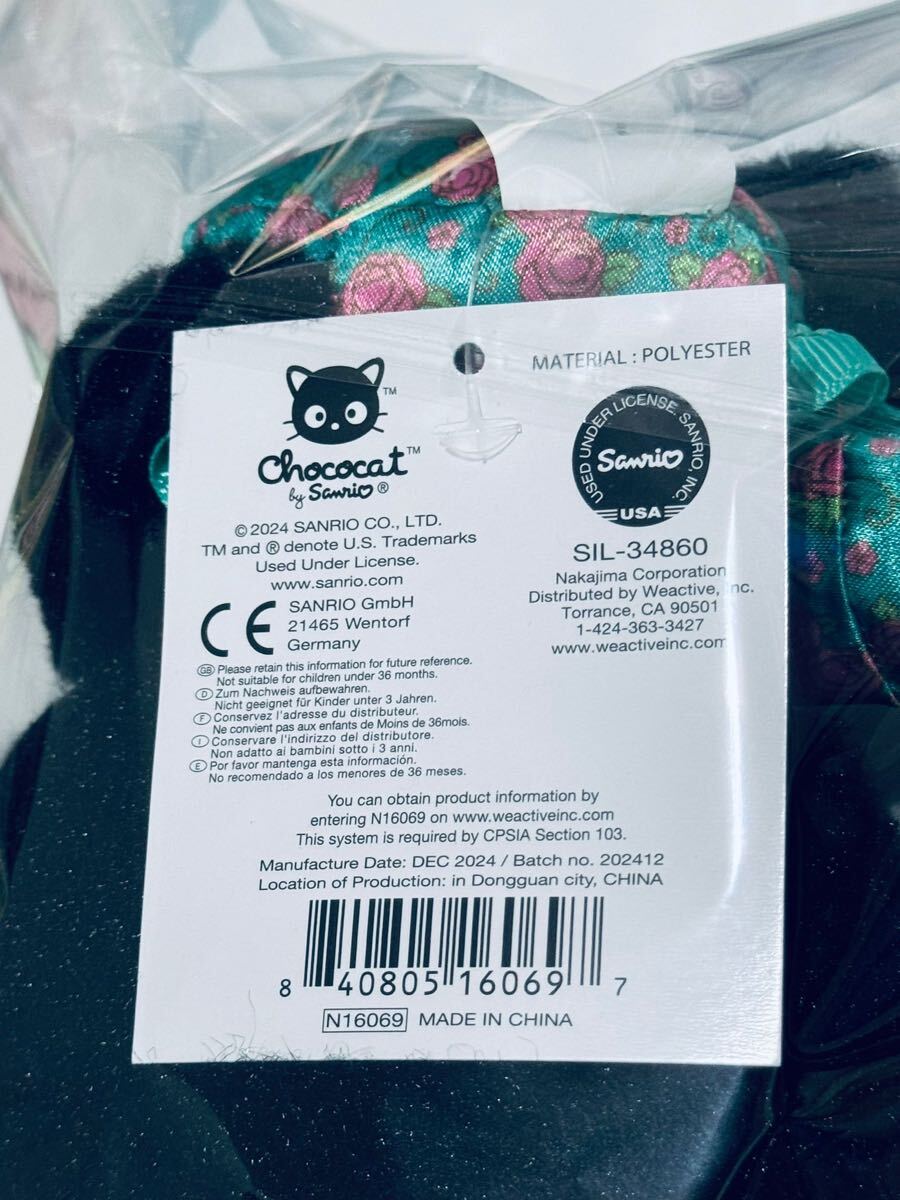 Chococat™
by Sanrio®
© 2024 SANRIO CO., LTD.
TM and ® denote U.S. Trademarks
Used Under License.
www.sanrio.com
CE
SANRIO GmbH
21465 Wentorf
Germany
MATERIAL : POLYESTER
USED UNDER LICENSE. SANRIO, INC.
Sanrio
USA
SIL-34860
Nakajima Corporation
Distributed by Weactive, Inc.
Torrance, CA 90501
1-424-363-3427
www.weactiveinc.com
GB Please retain this information for future reference.
Not suitable for children under 36 months.
D Zum Nachweis aufbewahren.
Nicht geeignet für Kinder unter 3 Jahren.
F Conservez l'adresse du distributeur.
Ne convient pas aux enfants de Moins de 36mois.
I Conservare l'indirizzo del distributore.
Non adatto ai bambini sotto i 3 anni.
E Por favor mantenga esta información.
No recomendado a los menores de 36 meses.
You can obtain product information by
entering N16069 on www.weactiveinc.com
This system is required by CPSIA Section 103.
Manufacture Date: DEC 2024 / Batch no. 202412
Location of Production: in Dongguan city, CHINA
8 40805 16069 7
N16069 MADE IN CHINA